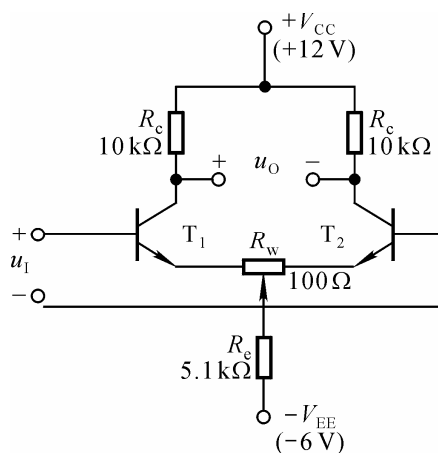 +V_CC
(+12 V)
R_c
10 kΩ
R_c
10 kΩ
+ u_O −
+
T_1
R_w
T_2
u_I
100 Ω
−
R_e
5.1 kΩ
−V_EE
(−6 V)